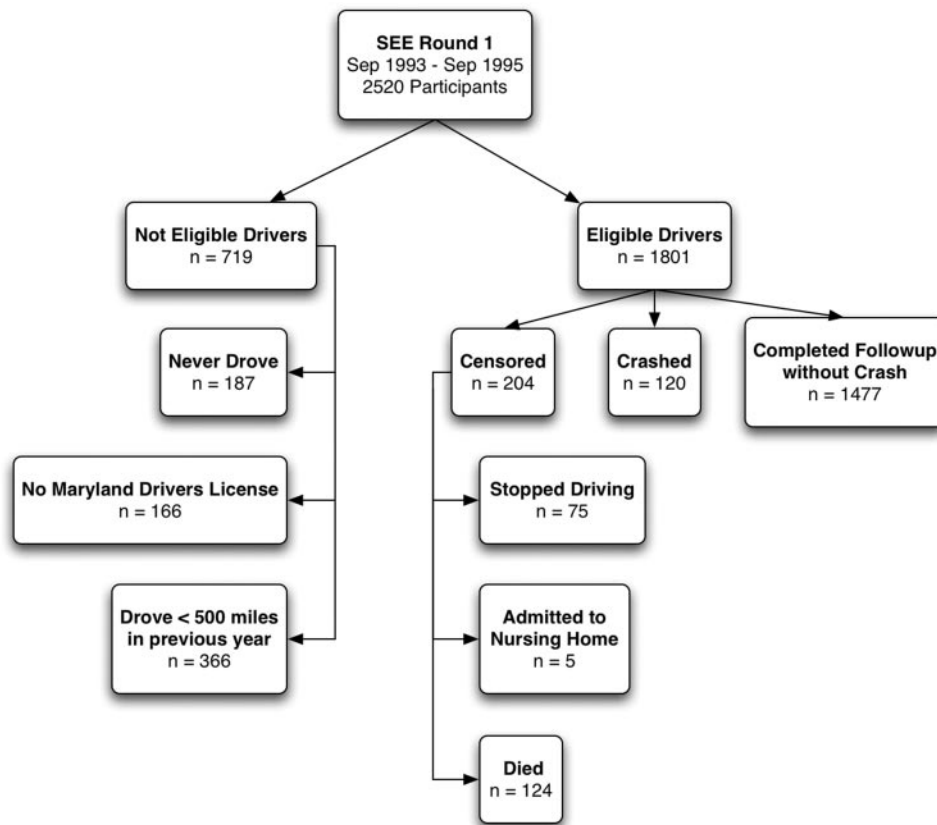 SEE Round 1
Sep 1993 - Sep 1995
2520 Participants
Not Eligible Drivers
n = 719
Eligible Drivers
n = 1801
Never Drove
n = 187
Censored
n = 204
Crashed
n = 120
Completed Followup
without Crash
n = 1477
No Maryland Drivers License
n = 166
Stopped Driving
n = 75
Drove < 500 miles
in previous year
n = 366
Admitted to
Nursing Home
n = 5
Died
n = 124